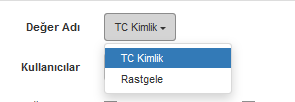 Değer Adı TC Kimlik
TC Kimlik
Kullanıcılar
Rastgele